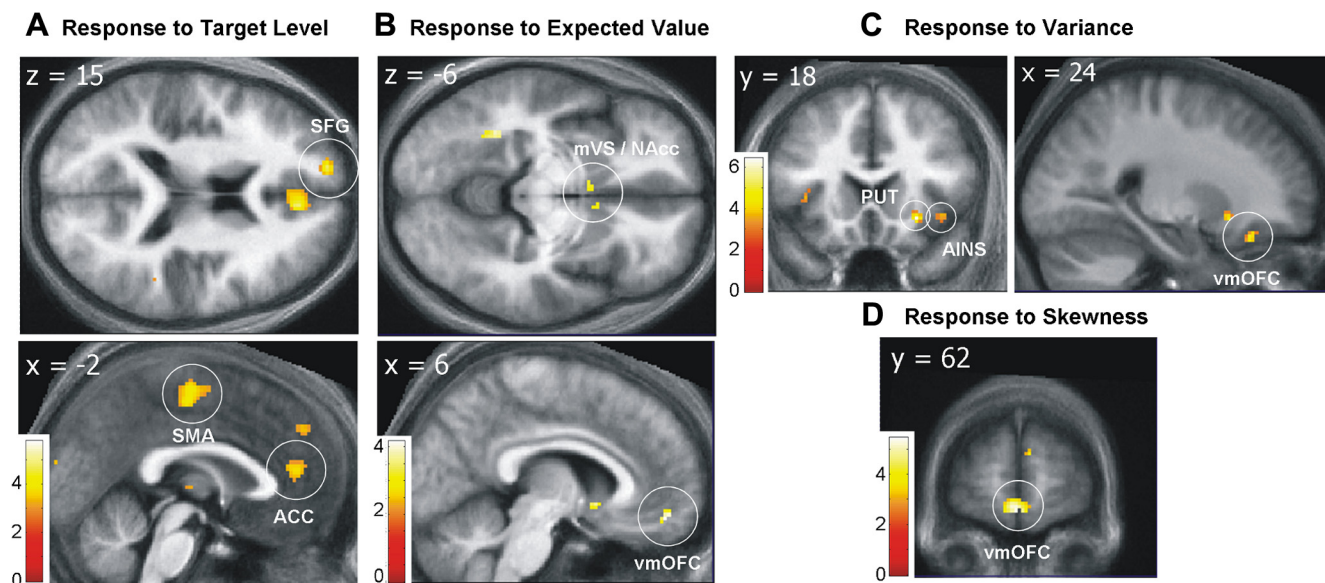 A Response to Target Level
z = 15
SFG
x = -2
SMA
ACC
4
2
0
B Response to Expected Value
z = -6
mVS / NAcc
x = 6
vmOFC
4
3
2
1
0
C Response to Variance
y = 18
PUT
AINS
6
4
2
0
x = 24
vmOFC
D Response to Skewness
y = 62
vmOFC
4
2
0